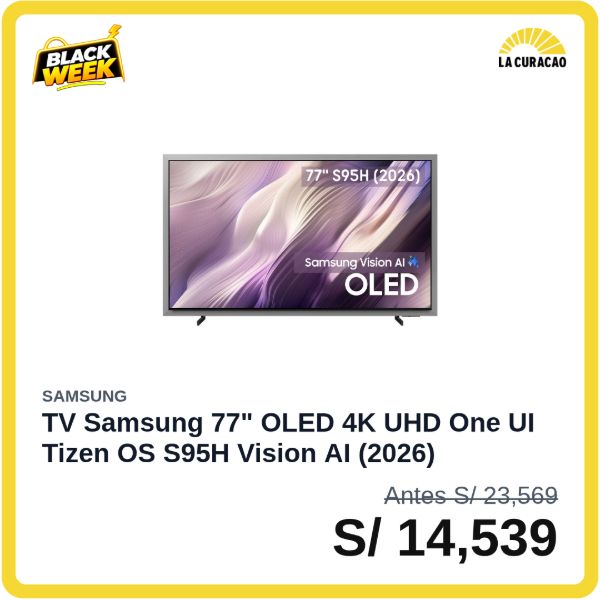 BLACK
WEEK
LA CURACAO
77" S95H (2026)
Samsung Vision AI
OLED
SAMSUNG
TV Samsung 77" OLED 4K UHD One UI
Tizen OS S95H Vision AI (2026)
Antes S/ 23,569
S/ 14,539